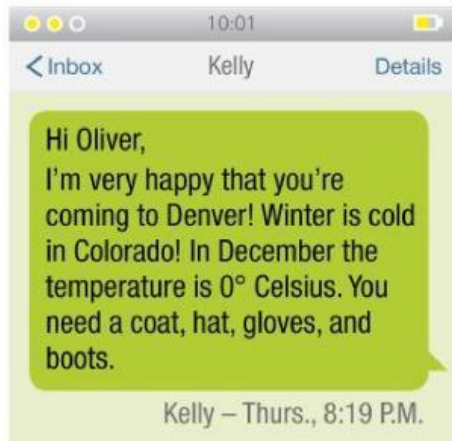 10:01
< Inbox Kelly Details
Hi Oliver,
I'm very happy that you're
coming to Denver! Winter is cold
in Colorado! In December the
temperature is 0° Celsius. You
need a coat, hat, gloves, and
boots.
Kelly – Thurs., 8:19 P.M.